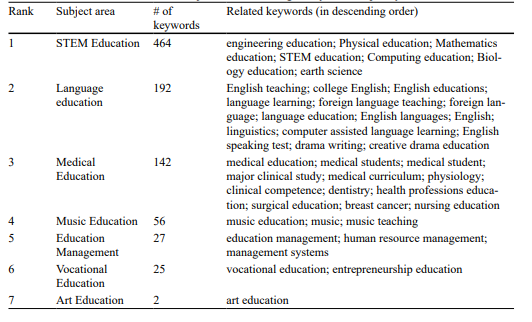 Rank Subject area # of keywords Related keywords (in descending order)
1 STEM Education 464 engineering education; Physical education; Mathematics
education; STEM education; Computing education; Biol-
ogy education; earth science
2 Language education 192 English teaching; college English; English educations;
language learning; foreign language teaching; foreign lan-
guage; language education; English languages; English;
linguistics; computer assisted language learning; English
speaking test; drama writing; creative drama education
3 Medical Education 142 medical education; medical students; medical student;
major clinical study; medical curriculum; physiology;
clinical competence; dentistry; health professions educa-
tion; surgical education; breast cancer; nursing education
4 Music Education 56 music education; music; music teaching
5 Education Management 27 education management; human resource management;
management systems
6 Vocational Education 25 vocational education; entrepreneurship education
7 Art Education 2 art education